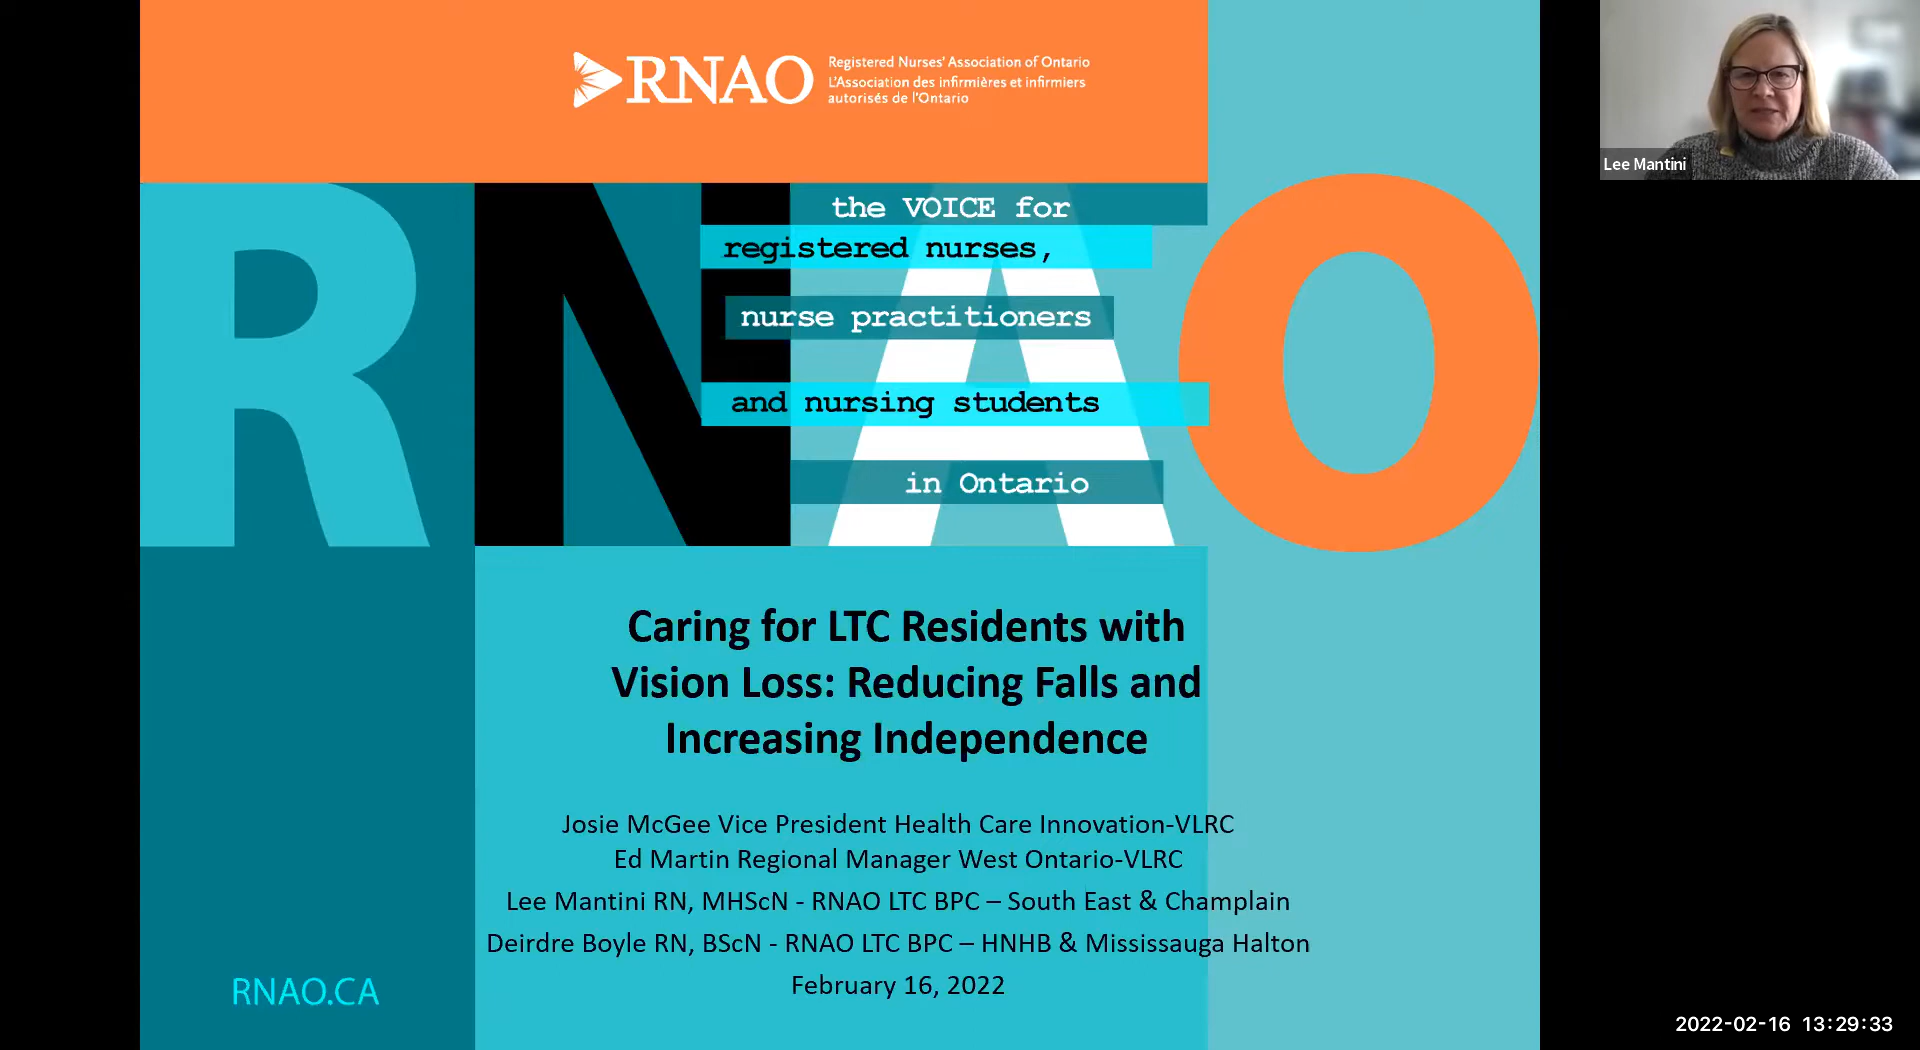 RNAO
Registered Nurses' Association of Ontario
L'Association des infirmières et infirmiers
autorisés de l'Ontario
Lee Mantini
RNAO
the VOICE for
registered nurses,
nurse practitioners
and nursing students
in Ontario
Caring for LTC Residents with
Vision Loss: Reducing Falls and
Increasing Independence
Josie McGee Vice President Health Care Innovation-VLRC
Ed Martin Regional Manager West Ontario-VLRC
Lee Mantini RN, MHScN - RNAO LTC BPC – South East & Champlain
Deirdre Boyle RN, BScN - RNAO LTC BPC – HNHB & Mississauga Halton
February 16, 2022
RNAO.CA
2022-02-16 13:29:33